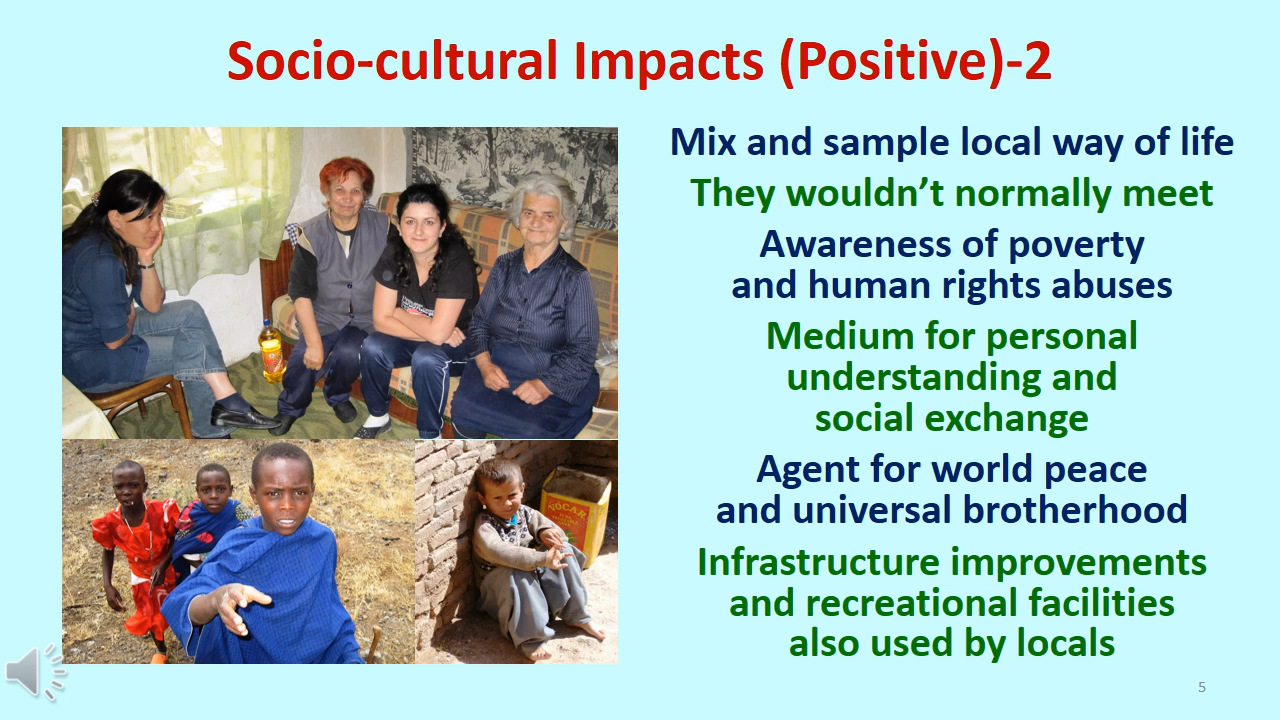 Socio-cultural Impacts (Positive)-2
Mix and sample local way of life
They wouldn’t normally meet
Awareness of poverty
and human rights abuses
Medium for personal
understanding and
social exchange
Agent for world peace
and universal brotherhood
Infrastructure improvements
and recreational facilities
also used by locals
5